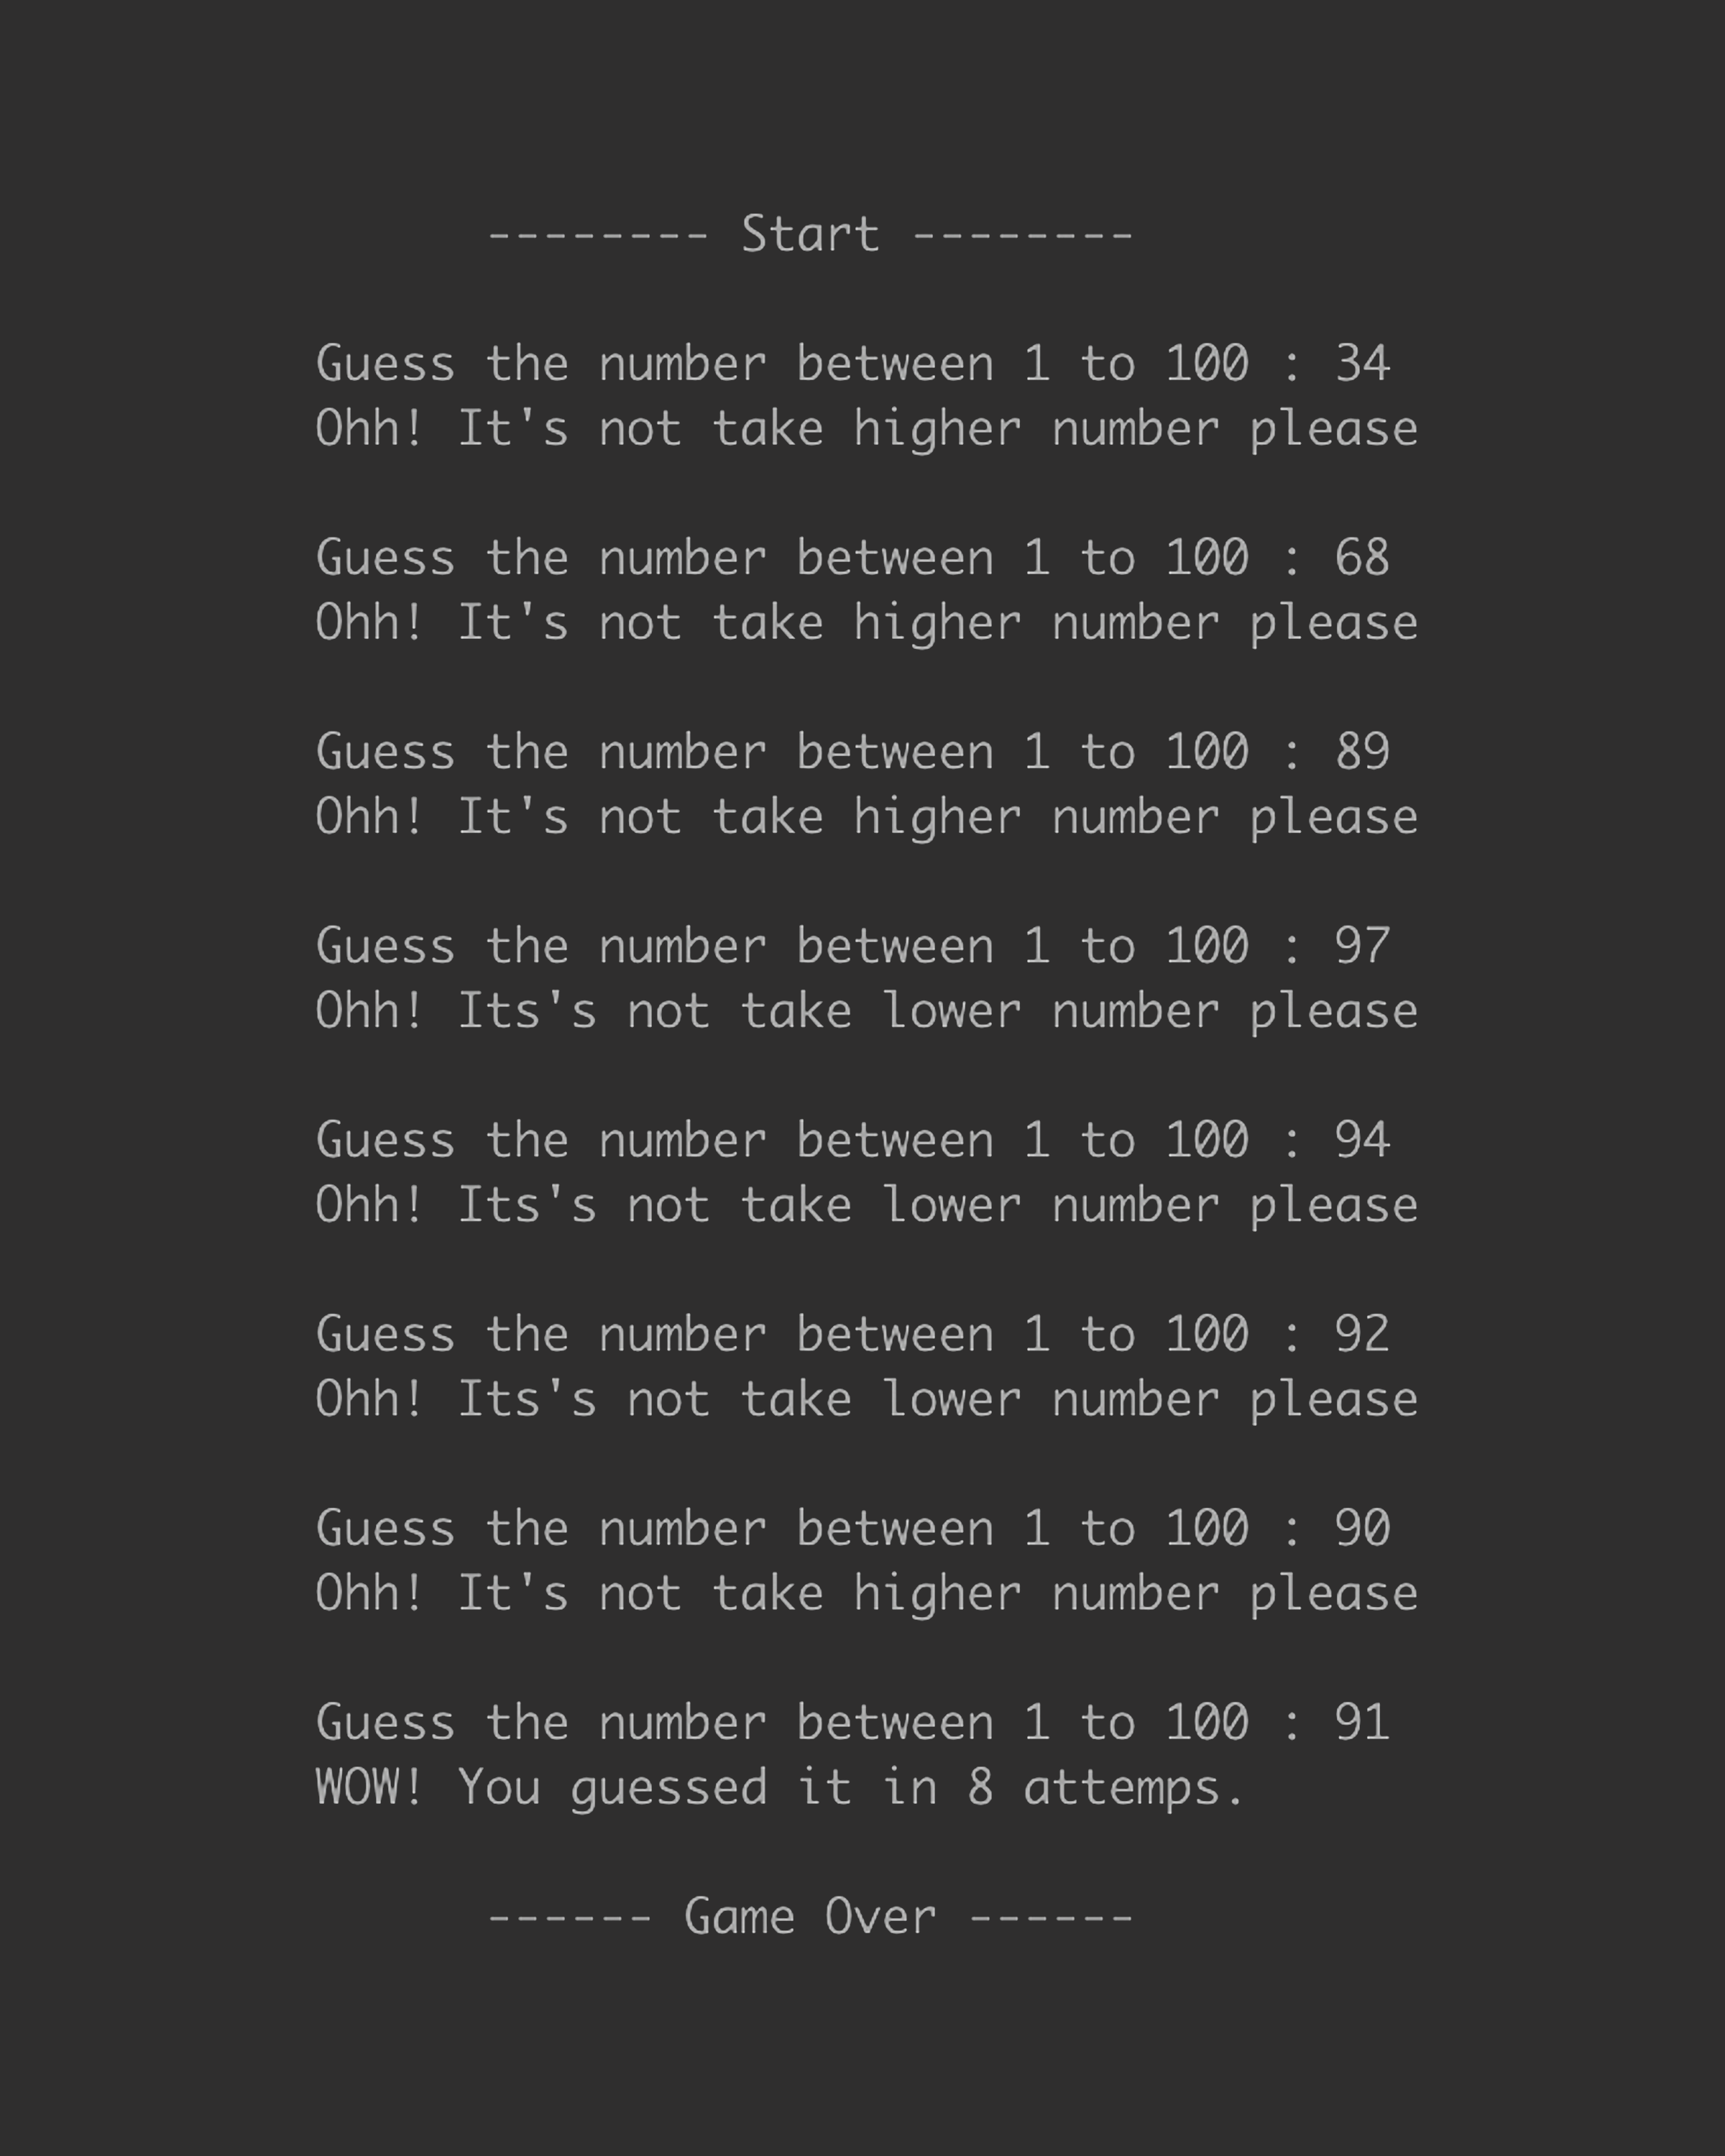 -------- Start --------
Guess the number between 1 to 100 : 34
Ohh! It's not take higher number please
Guess the number between 1 to 100 : 68
Ohh! It's not take higher number please
Guess the number between 1 to 100 : 89
Ohh! It's not take higher number please
Guess the number between 1 to 100 : 97
Ohh! Its's not take lower number please
Guess the number between 1 to 100 : 94
Ohh! Its's not take lower number please
Guess the number between 1 to 100 : 92
Ohh! Its's not take lower number please
Guess the number between 1 to 100 : 90
Ohh! It's not take higher number please
Guess the number between 1 to 100 : 91
WOW! You guessed it in 8 attemps.
------ Game Over ------